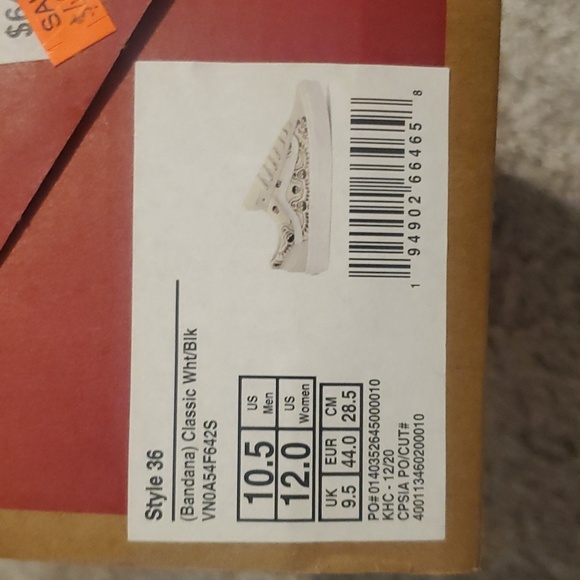 Style 36
(Bandana) Classic Wht/Blk
VN0A54F642S
10.5 US Men
12.0 US Women
UK EUR CM
9.5 44.0 28.5
PO#0140352645000010
KHC - 12/20
CPSIA PO/CUT#
400113460200010
1 94902 66465 8